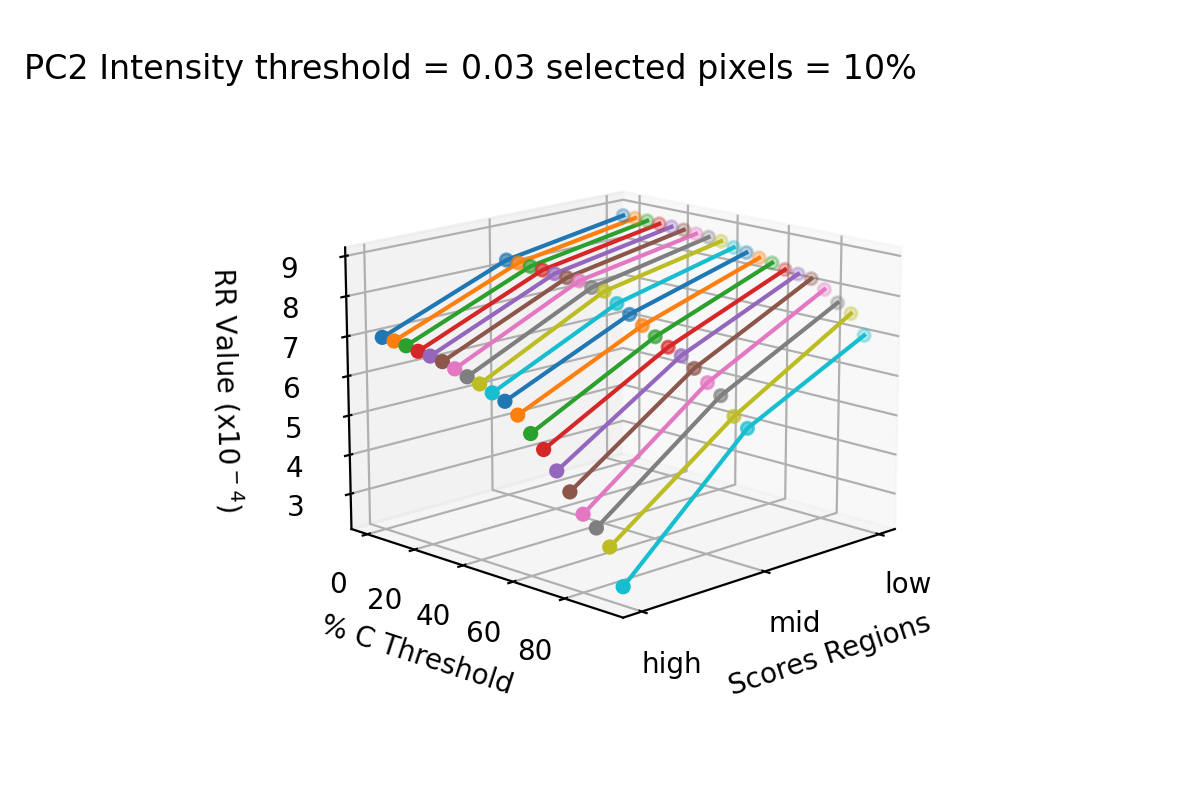 PC2 Intensity threshold = 0.03 selected pixels = 10%
9
8
7
6
5
4
3
RR Value (x10⁻⁴)
0
20
40
60
80
% C Threshold
high
mid
low
Scores Regions